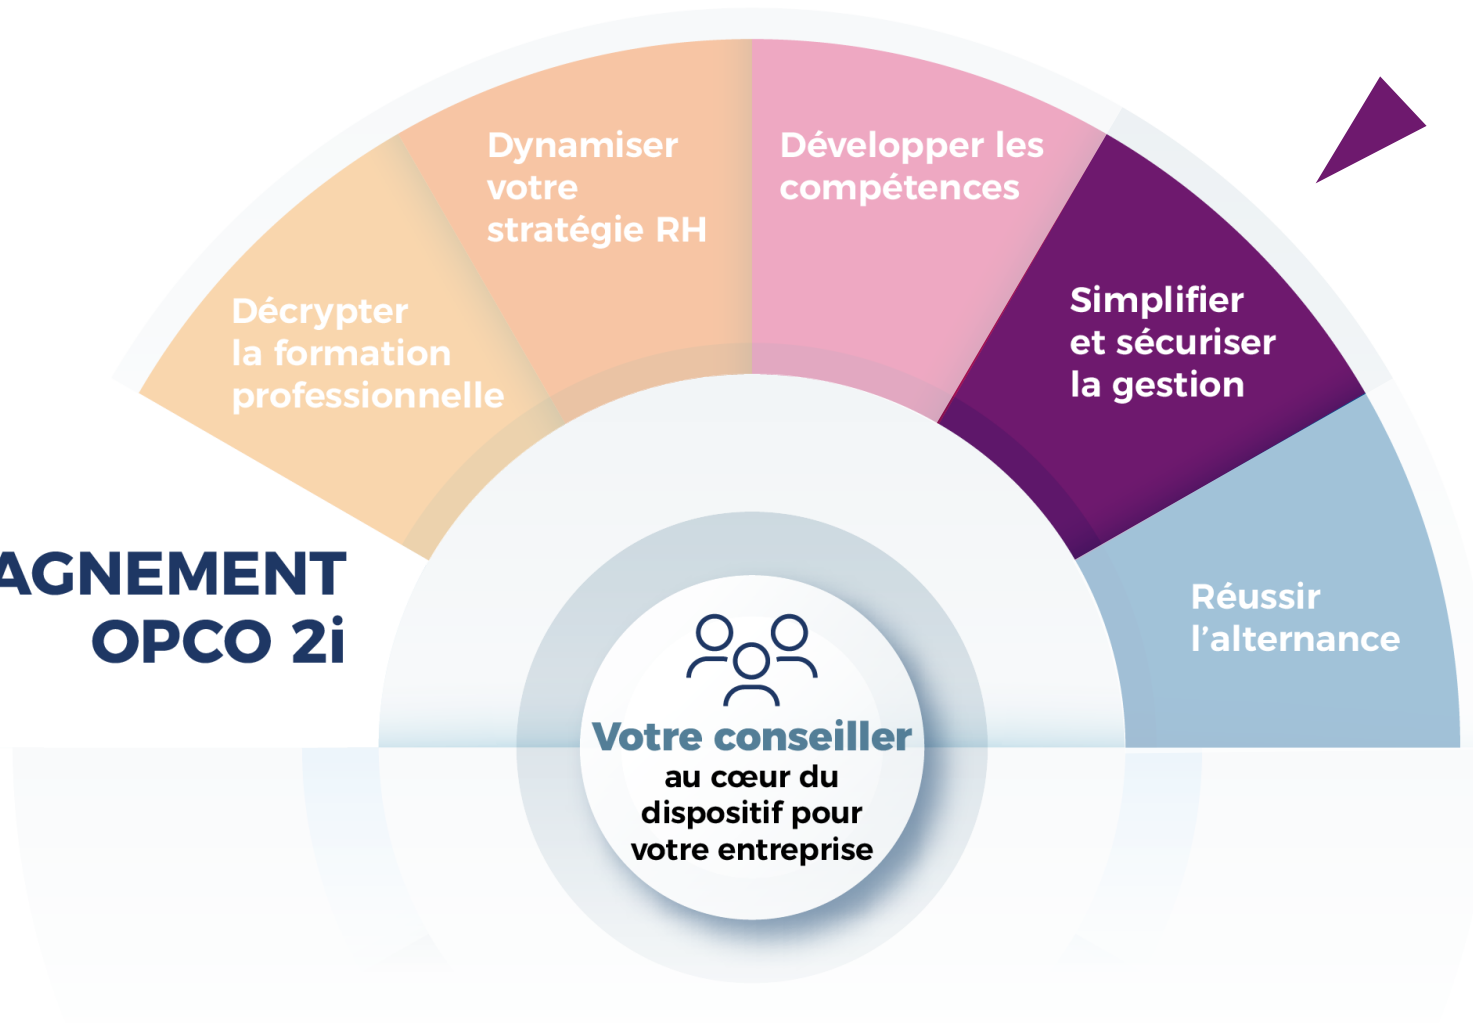 Dynamiser
votre
stratégie RH
Développer les
compétences
Décrypter
la formation
professionnelle
Simplifier
et sécuriser
la gestion
AGNEMENT
OPCO 2i
Réussir
l’alternance
Votre conseiller
au cœur du
dispositif pour
votre entreprise